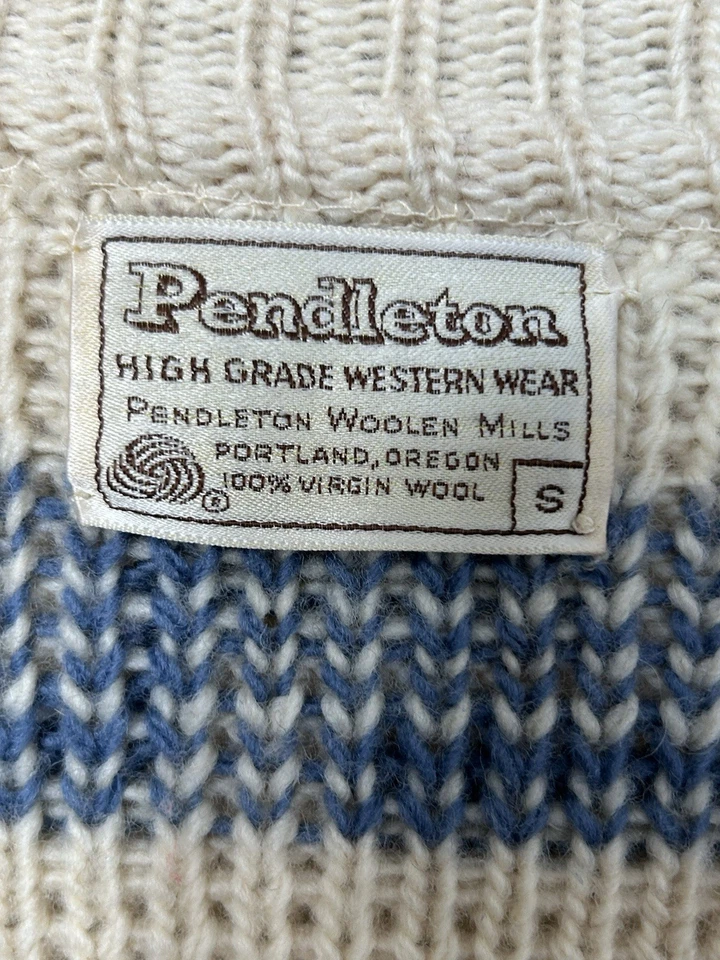 Pendleton
HIGH GRADE WESTERN WEAR
PENDLETON WOOLEN MILLS
PORTLAND, OREGON
® 100% VIRGIN WOOL
S